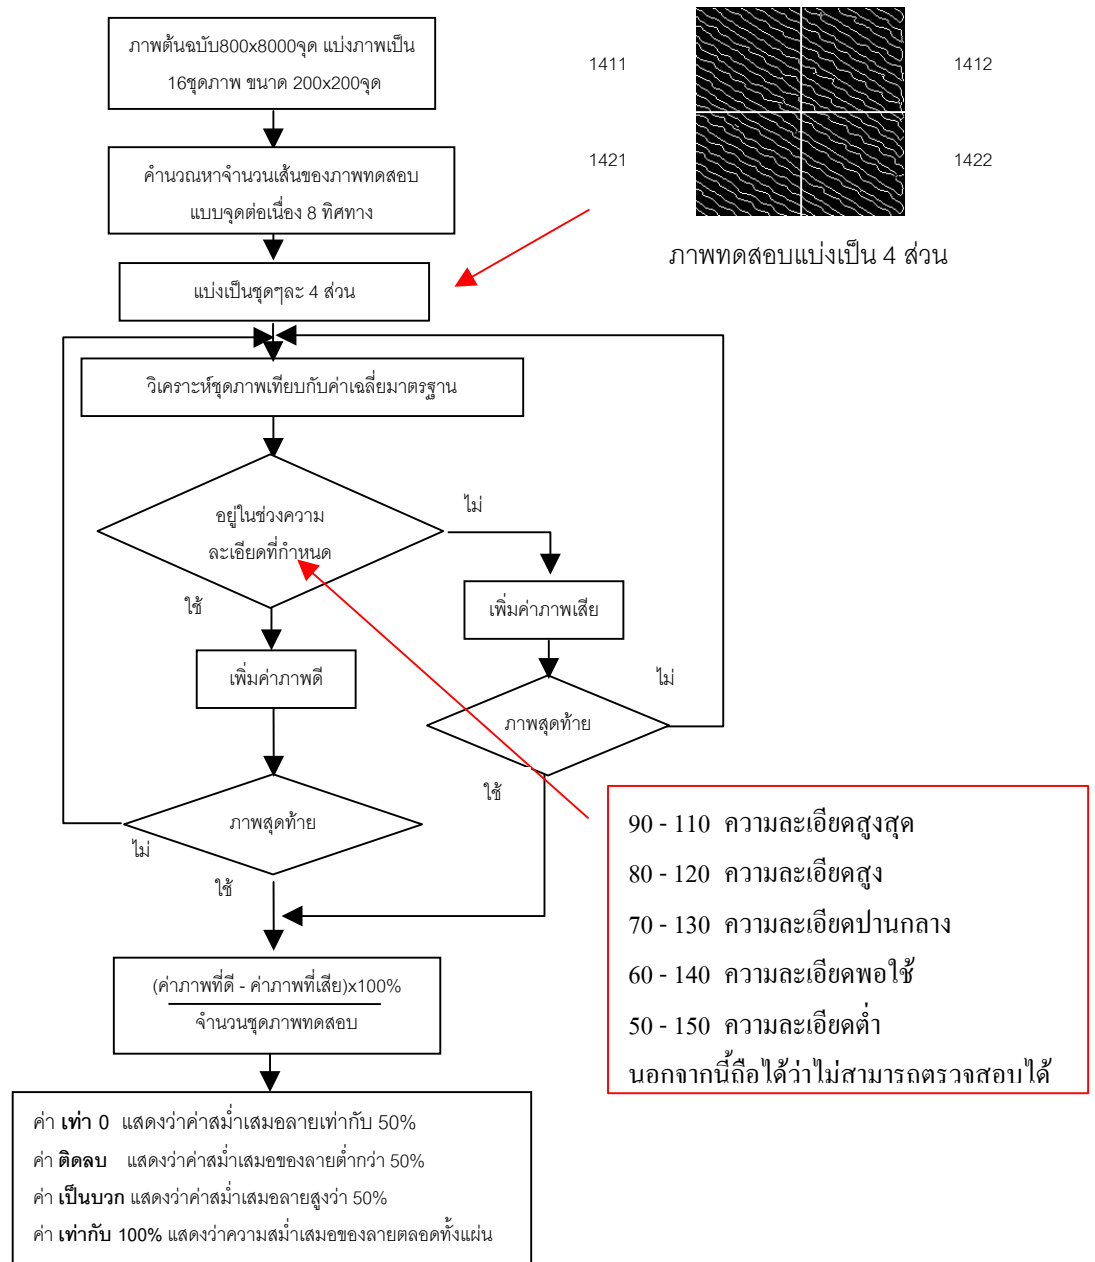 ภาพต้นฉบับ800x8000จุด แบ่งภาพเป็น
16ชุดภาพ ขนาด 200x200จุด
1411
1412
1421
1422
ภาพทดสอบแบ่งเป็น 4 ส่วน
คำนวณหาจำนวนเส้นของภาพทดสอบ
แบบจุดต่อเนื่อง 8 ทิศทาง
แบ่งเป็นชุดๆละ 4 ส่วน
วิเคราะห์ชุดภาพเทียบกับค่าเฉลี่ยมาตรฐาน
อยู่ในช่วงความ
ละเอียดที่กำหนด
ไม่
ใช้
เพิ่มค่าภาพเสีย
เพิ่มค่าภาพดี
ไม่
ภาพสุดท้าย
ใช้
ภาพสุดท้าย
ไม่
ใช้
90 - 110 ความละเอียดสูงสุด
80 - 120 ความละเอียดสูง
70 - 130 ความละเอียดปานกลาง
60 - 140 ความละเอียดพอใช้
50 - 150 ความละเอียดต่ำ
นอกจากนี้ถือได้ว่าไม่สามารถตรวจสอบได้
(ค่าภาพที่ดี - ค่าภาพที่เสีย)x100%
จำนวนชุดภาพทดสอบ
ค่า เท่า 0 แสดงว่าค่าสม่ำเสมอลายเท่ากับ 50%
ค่า ติดลบ แสดงว่าค่าสม่ำเสมอของลายต่ำกว่า 50%
ค่า เป็นบวก แสดงว่าค่าสม่ำเสมอลายสูงว่า 50%
ค่า เท่ากับ 100% แสดงว่าความสม่ำเสมอของลายตลอดทั้งแผ่น